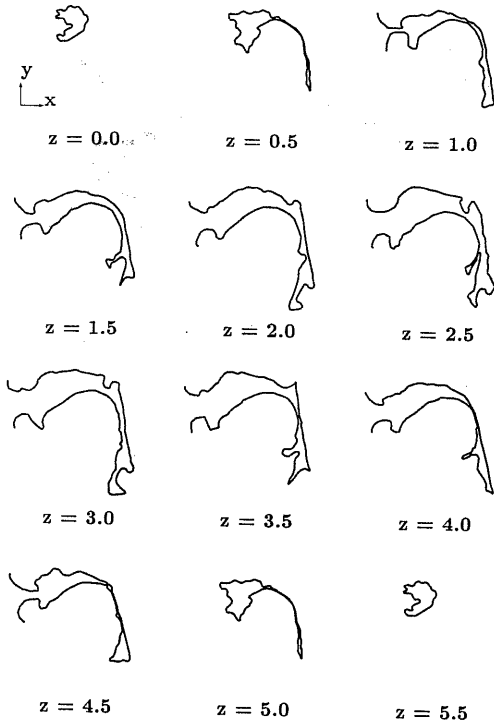 y
x
z = 0.0
z = 0.5
z = 1.0
z = 1.5
z = 2.0
z = 2.5
z = 3.0
z = 3.5
z = 4.0
z = 4.5
z = 5.0
z = 5.5